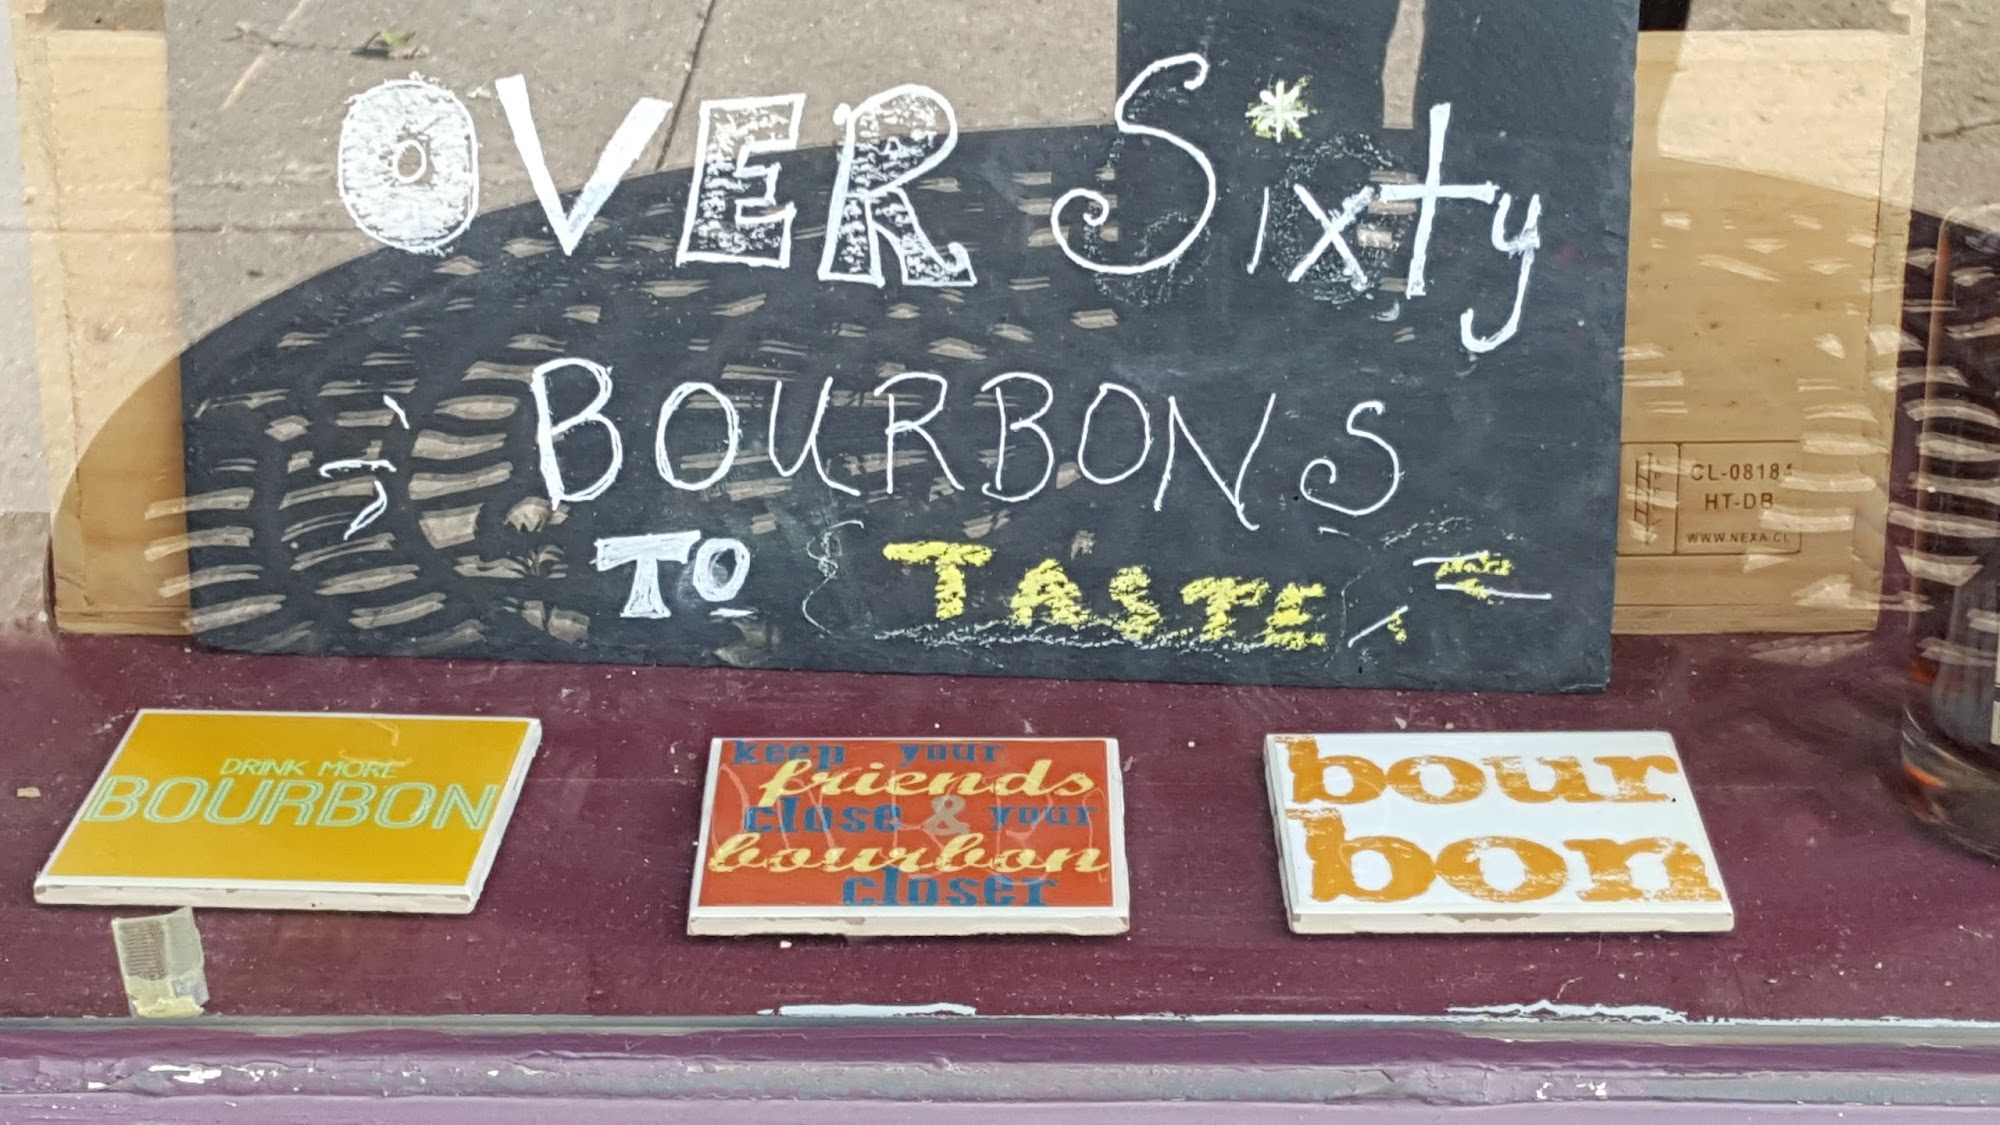 OVER Sixty
BOURBONS
TO TASTE
CL-08184
HT-DB
WWW.NEXA.CL
DRINK MORE
BOURBON
keep your
friends
close & your
bourbon
closer
bour
bon